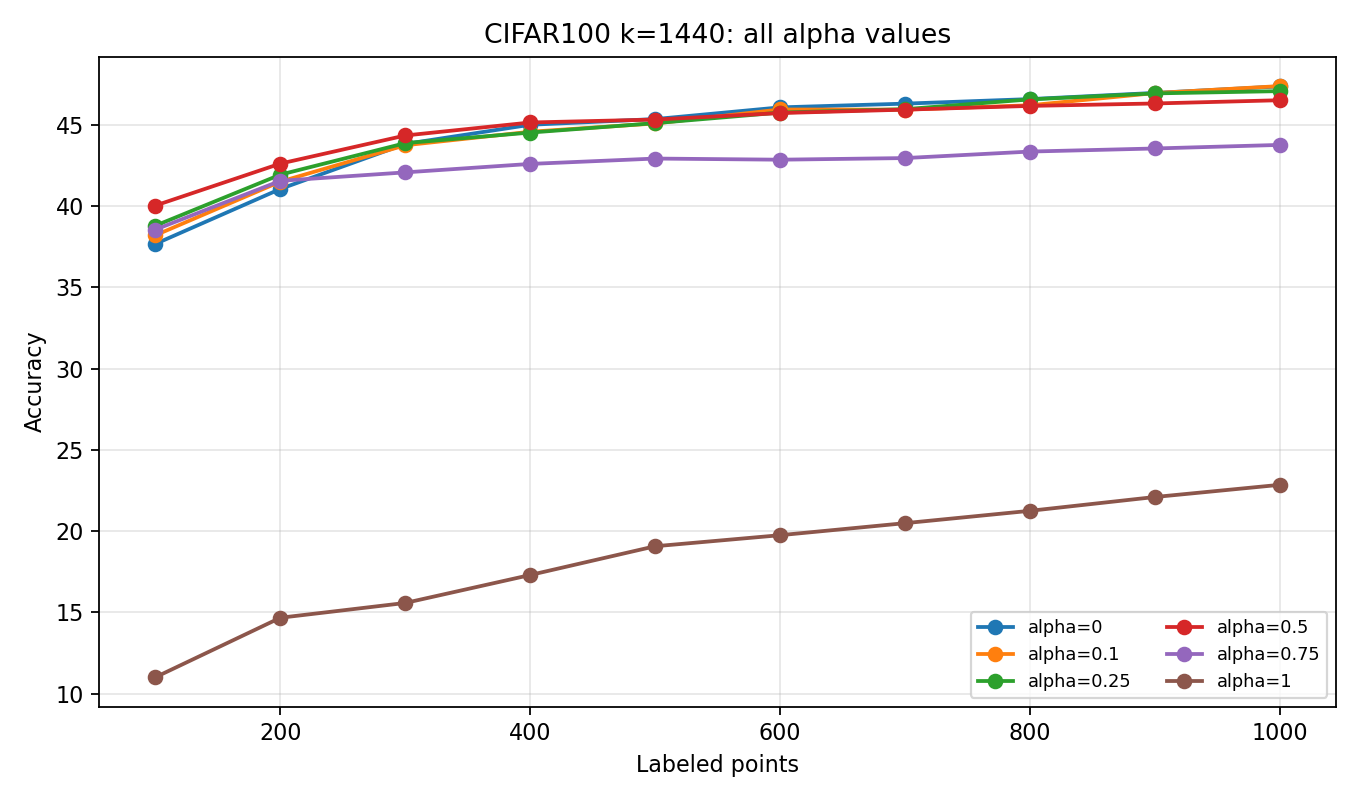 CIFAR100 k=1440: all alpha values
Accuracy
45
40
35
30
25
20
15
10
200 400 600 800 1000
Labeled points
alpha=0 alpha=0.5
alpha=0.1 alpha=0.75
alpha=0.25 alpha=1